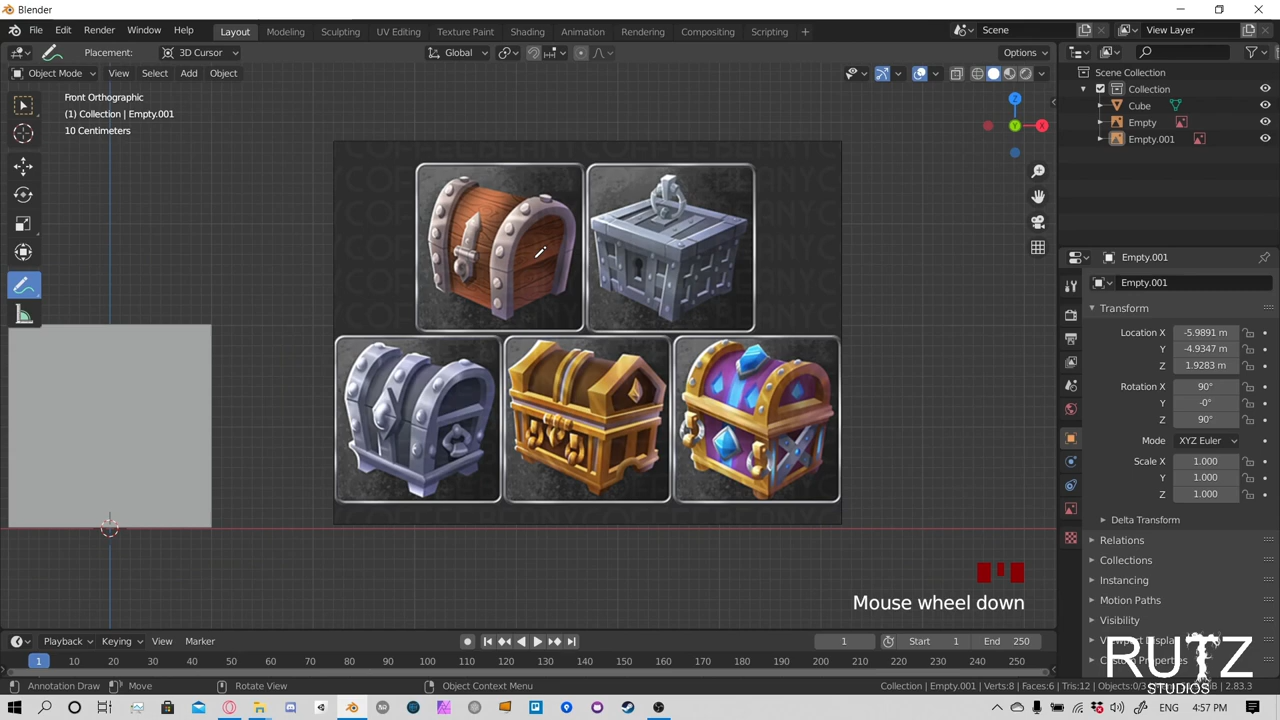 Blender
File Edit Render Window Help Layout Modeling Sculpting UV Editing Texture Paint Shading Animation Rendering Compositing Scripting + Scene View Layer
Placement: 3D Cursor Global Options
Object Mode View Select Add Object
Scene Collection
Collection
Cube
Empty
Empty.001
Front Orthographic
(1) Collection | Empty.001
10 Centimeters
Z
Y
X
Empty.001
Empty.001
Transform
Location X -5.9891 m
Y -4.9347 m
Z 1.9283 m
Rotation X 90°
Y -0°
Z 90°
Mode XYZ Euler
Scale X 1.000
Y 1.000
Z 1.000
Delta Transform
Relations
Collections
Instancing
Motion Paths
Visibility
Mouse wheel down
RUTZ
STUDIOS
Playback Keying View Marker 1 Start 1 End 250
1 10 20 30 40 50 60 70 80 90 100 110 120 130 140 150 160 170 180 190 200 210 220 230 240 250
Annotation Draw Move Rotate View Object Context Menu Collection | Empty.001 | Verts:8 | Faces:6 | Tris:12 | Objects:0/3 2.83.3
4:57 PM